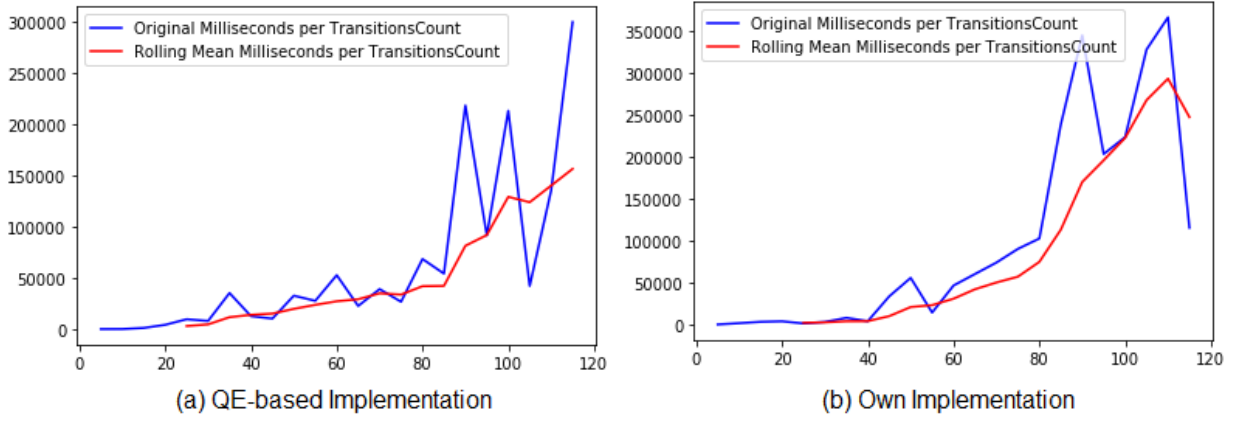 Original Milliseconds per TransitionsCount
Rolling Mean Milliseconds per TransitionsCount
300000
250000
200000
150000
100000
50000
0
0 20 40 60 80 100 120
(a) QE-based Implementation
Original Milliseconds per TransitionsCount
Rolling Mean Milliseconds per TransitionsCount
350000
300000
250000
200000
150000
100000
50000
0
0 20 40 60 80 100 120
(b) Own Implementation